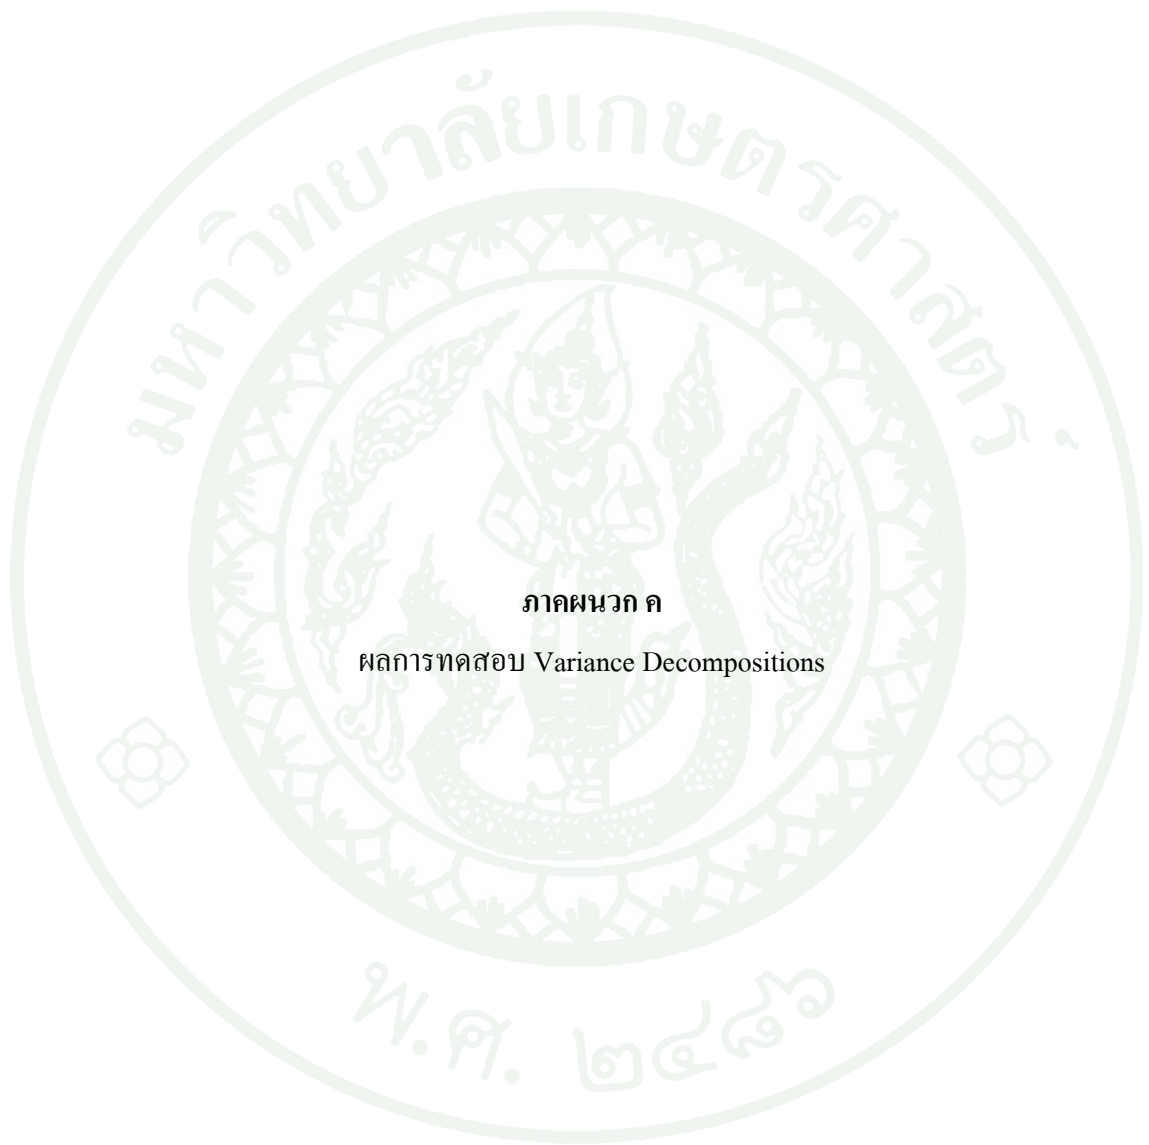 มหาวิทยาลัยเกษตรศาสตร์
ภาคผนวก ค
ผลการทดสอบ Variance Decompositions
พ.ศ. ๒๔๘๖